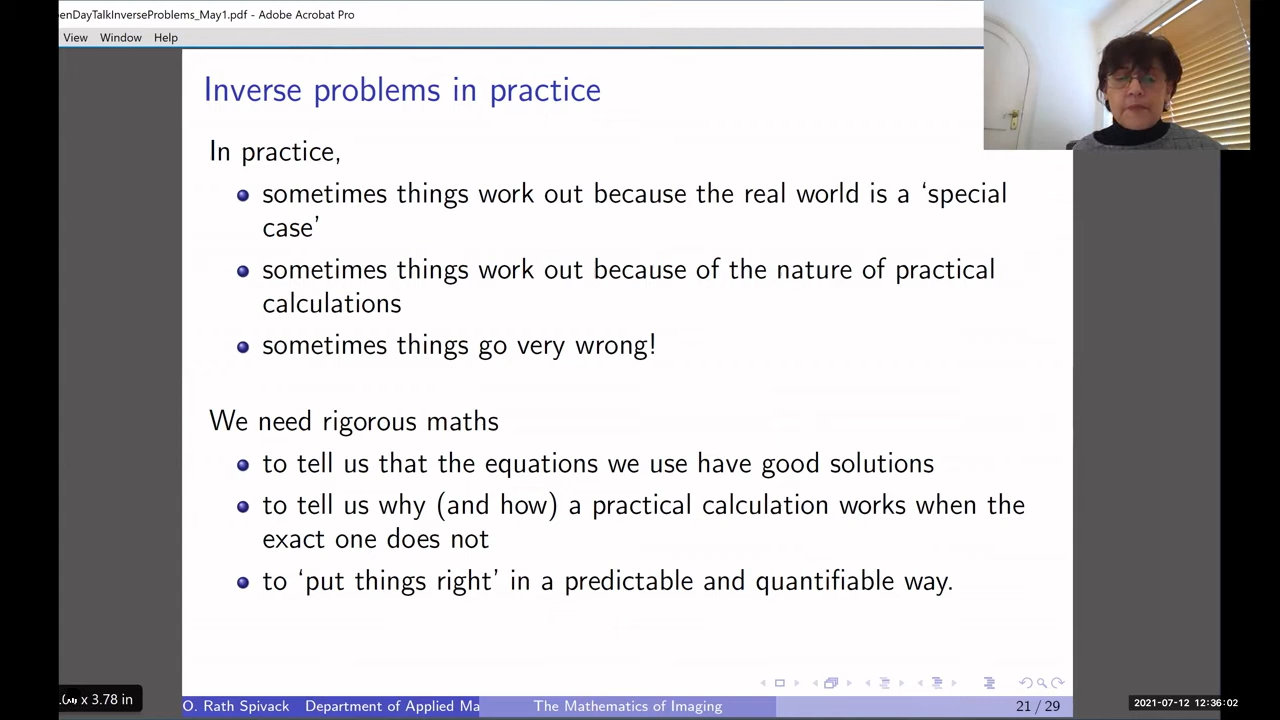 enDayTalkInverseProblems_May1.pdf - Adobe Acrobat Pro
View Window Help
Inverse problems in practice
In practice,
sometimes things work out because the real world is a ‘special
case’
sometimes things work out because of the nature of practical
calculations
sometimes things go very wrong!
We need rigorous maths
to tell us that the equations we use have good solutions
to tell us why (and how) a practical calculation works when the
exact one does not
to ‘put things right’ in a predictable and quantifiable way.
x 3.78 in
O. Rath Spivack Department of Applied Ma The Mathematics of Imaging 21 / 29
2021-07-12 12:36:02